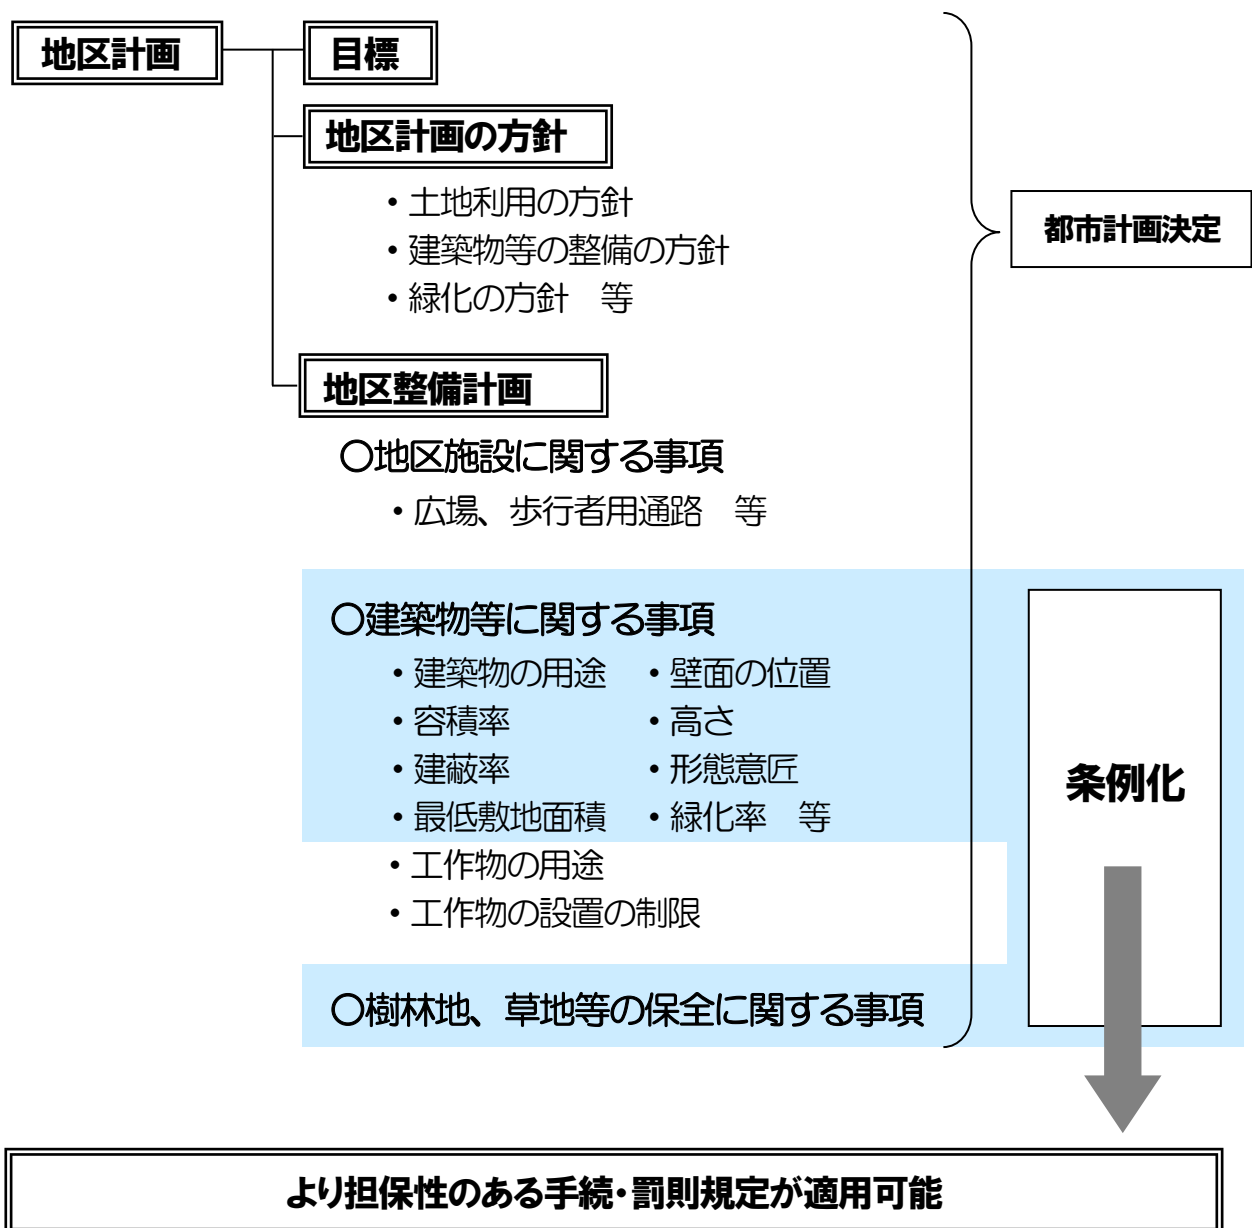 地区計画
目標
地区計画の方針
・土地利用の方針
・建築物等の整備の方針
・緑化の方針　等
都市計画決定
地区整備計画
〇地区施設に関する事項
・広場、歩行者用通路　等
〇建築物等に関する事項
・建築物の用途　・壁面の位置
・容積率　・高さ
・建蔽率　・形態意匠
・最低敷地面積　・緑化率　等
・工作物の用途
・工作物の設置の制限
〇樹林地、草地等の保全に関する事項
条例化
より担保性のある手続・罰則規定が適用可能